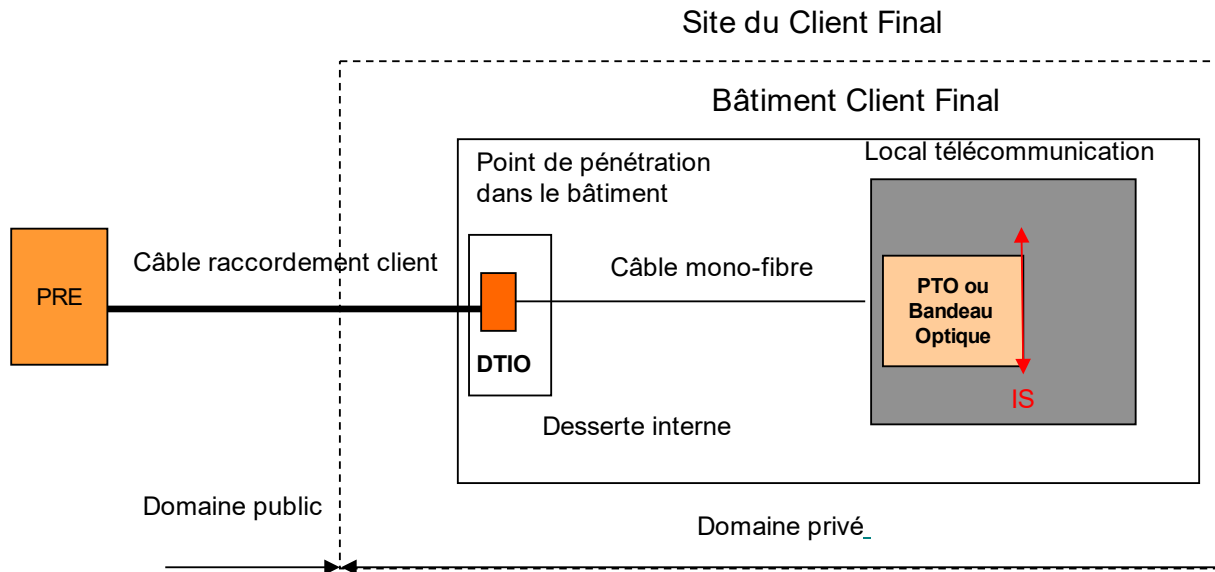 Site du Client Final
Bâtiment Client Final
Point de pénétration
dans le bâtiment
Local télécommunication
Câble raccordement client
Câble mono-fibre
PRE
PTO ou
Bandeau
Optique
DTIO
IS
Desserte interne
Domaine public
Domaine privé